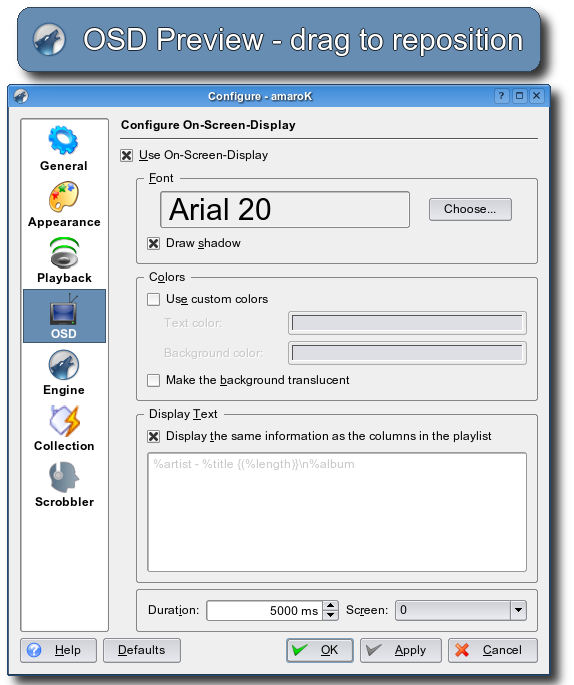 OSD Preview - drag to reposition
Configure - amaroK
General
Appearance
Playback
OSD
Engine
Collection
Scrobbler
Configure On-Screen-Display
Use On-Screen-Display
Font
Arial 20
Choose...
Draw shadow
Colors
Use custom colors
Text color:
Background color:
Make the background translucent
Display Text
Display the same information as the columns in the playlist
%artist - %title {(%length)}\n%album
Duration: 5000 ms Screen: 0
Help Defaults OK Apply Cancel